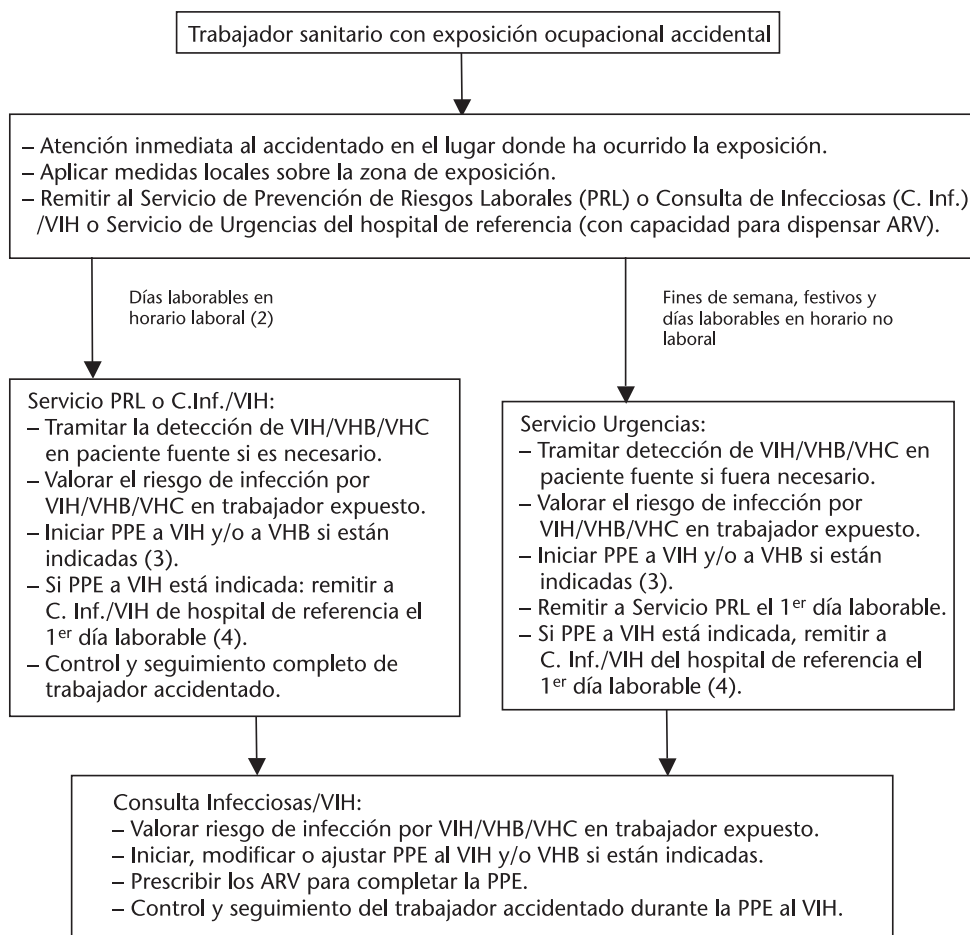 Trabajador sanitario con exposición ocupacional accidental
– Atención inmediata al accidentado en el lugar donde ha ocurrido la exposición.
– Aplicar medidas locales sobre la zona de exposición.
– Remitir al Servicio de Prevención de Riesgos Laborales (PRL) o Consulta de Infecciosas (C. Inf.)
/VIH o Servicio de Urgencias del hospital de referencia (con capacidad para dispensar ARV).
Días laborables en
horario laboral (2)
Fines de semana, festivos y
días laborables en horario no
laboral
Servicio PRL o C.Inf./VIH:
– Tramitar la detección de VIH/VHB/VHC
en paciente fuente si es necesario.
– Valorar el riesgo de infección por
VIH/VHB/VHC en trabajador expuesto.
– Iniciar PPE a VIH y/o a VHB si están
indicadas (3).
– Si PPE a VIH está indicada: remitir a
C. Inf./VIH de hospital de referencia el
1er día laborable (4).
– Control y seguimiento completo de
trabajador accidentado.
Servicio Urgencias:
– Tramitar detección de VIH/VHB/VHC en
paciente fuente si fuera necesario.
– Valorar el riesgo de infección por
VIH/VHB/VHC en trabajador expuesto.
– Iniciar PPE a VIH y/o a VHB si están
indicadas (3).
– Remitir a Servicio PRL el 1er día laborable.
– Si PPE a VIH está indicada, remitir a
C. Inf./VIH del hospital de referencia el
1er día laborable (4).
Consulta Infecciosas/VIH:
– Valorar riesgo de infección por VIH/VHB/VHC en trabajador expuesto.
– Iniciar, modificar o ajustar PPE al VIH y/o VHB si están indicadas.
– Prescribir los ARV para completar la PPE.
– Control y seguimiento del trabajador accidentado durante la PPE al VIH.